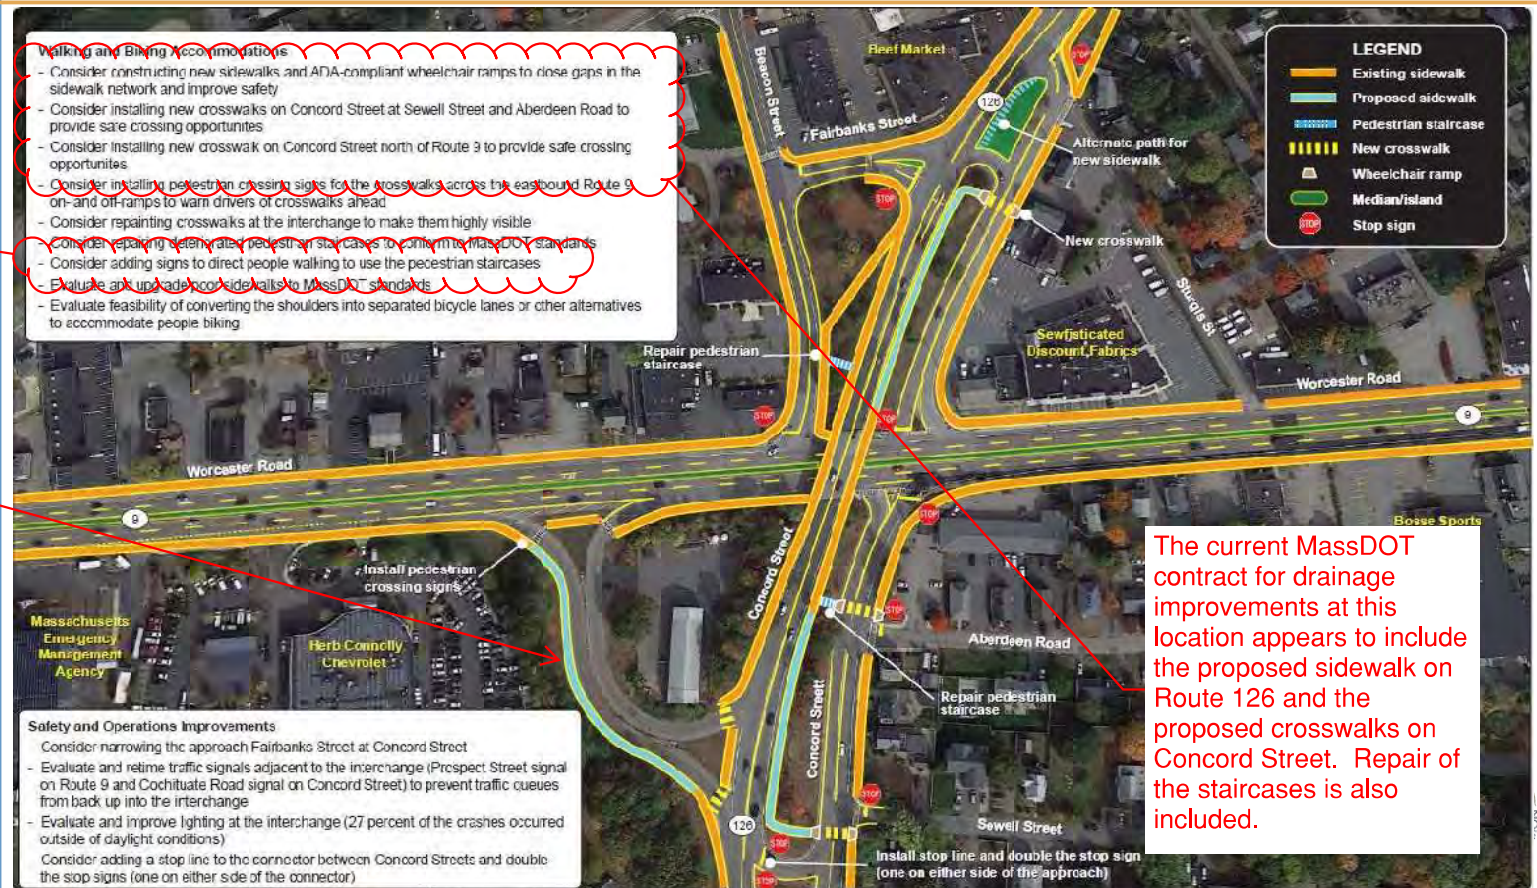 Walking and Biking Accommodations
- Consider constructing new sidewalks and ADA-compliant wheelchair ramps to close gaps in the
sidewalk network and improve safety
- Consider installing new crosswalks on Concord Street at Sewell Street and Aberdeen Road to
provide safe crossing opportunites
- Consider installing new crosswalk on Concord Street north of Route 9 to provide safe crossing
opportunites
- Consider installing pedestrian crossing signs for the crosswalks across the eastbound Route 9
on- and off-ramps to warn drivers of crosswalks ahead
- Consider repainting crosswalks at the interchange to make them highly visible
- Consider repairing deteriorated pedestrian staircases to conform to MassDOT standards
- Consider adding signs to direct people walking to use the pedestrian staircases
- Evaluate and upgrade poor sidewalks to MassDOT standards
- Evaluate feasibility of converting the shoulders into separated bicycle lanes or other alternatives
to accommodate people biking
Beacon Street
Beef Market
STOP
126
Fairbanks Street
Alternate path for
new sidewalk
STOP
New crosswalk
Sturgis St
LEGEND
Existing sidewalk
Proposed sidewalk
Pedestrian staircase
New crosswalk
Wheelchair ramp
Median/island
STOP
Stop sign
Repair pedestrian
staircase
Sewfisticated
Discount Fabrics
Worcester Road
STOP
STOP
9
Worcester Road
9
STOP
Bosse Sports
Concord Street
Install pedestrian
crossing signs
Massachusetts
Emergency
Management
Agency
Herb Connolly
Chevrolet
STOP
Aberdeen Road
Repair pedestrian
staircase
Concord Streett
The current MassDOT
contract for drainage
improvements at this
location appears to include
the proposed sidewalk on
Route 126 and the
proposed crosswalks on
Concord Street. Repair of
the staircases is also
included.
Safety and Operations Improvements
Consider narrowing the approach Fairbanks Street at Concord Street
- Evaluate and retime traffic signals adjacent to the interchange (Prospect Street signal
on Route 9 and Cochituate Road signal on Concord Street) to prevent traffic queues
from back up into the interchange
- Evaluate and improve lighting at the interchange (27 percent of the crashes occurred
outside of daylight conditions)
Consider adding a stop line to the connector between Concord Streets and double
the stop signs (one on either side of the connector)
STOP
126
Sewell Street
STOP
STOP
Install stop line and double the stop sign
(one on either side of the approach)